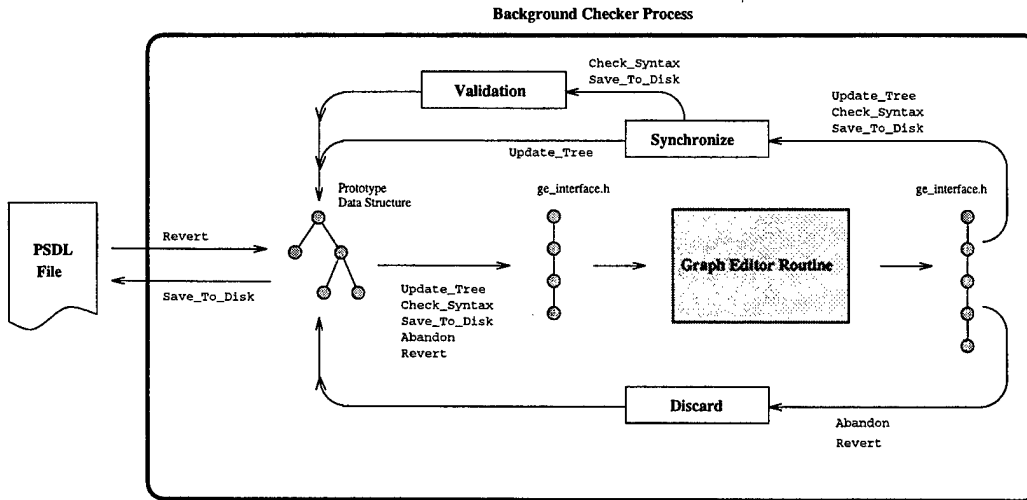 Background Checker Process
Check_Syntax
Save_To_Disk
Validation
Update_Tree
Check_Syntax
Save_To_Disk
Synchronize
Update_Tree
Prototype
Data Structure
ge_interface.h
ge_interface.h
PSDL
File
Revert
Save_To_Disk
Graph Editor Routine
Update_Tree
Check_Syntax
Save_To_Disk
Abandon
Revert
Discard
Abandon
Revert